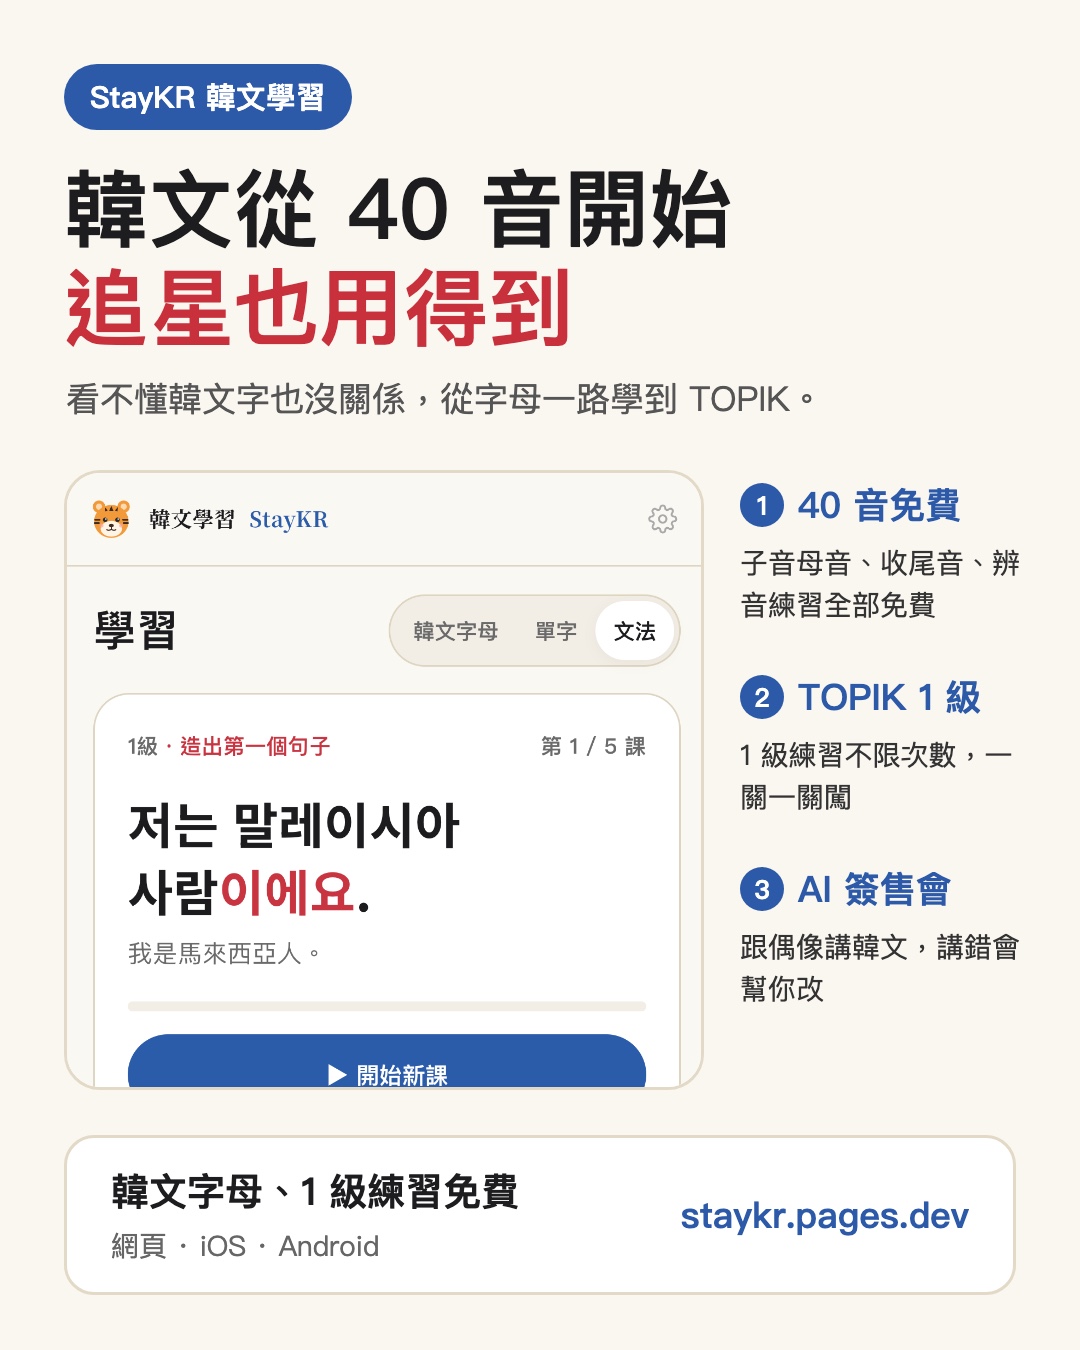 StayKR 韓文學習
韓文從 40 音開始
追星也用得到
看不懂韓文字也沒關係，從字母一路學到 TOPIK。
韓文學習 StayKR
學習
韓文字母 單字 文法
1級 · 造出第一個句子
第 1 / 5 課
저는 말레이시아
사람이에요.
我是馬來西亞人。
▶ 開始新課
1 40 音免費
子音母音、收尾音、辨
音練習全部免費
2 TOPIK 1 級
1 級練習不限次數，一
關一關闖
3 AI 簽售會
跟偶像講韓文，講錯會
幫你改
韓文字母、1 級練習免費
網頁 · iOS · Android
staykr.pages.dev